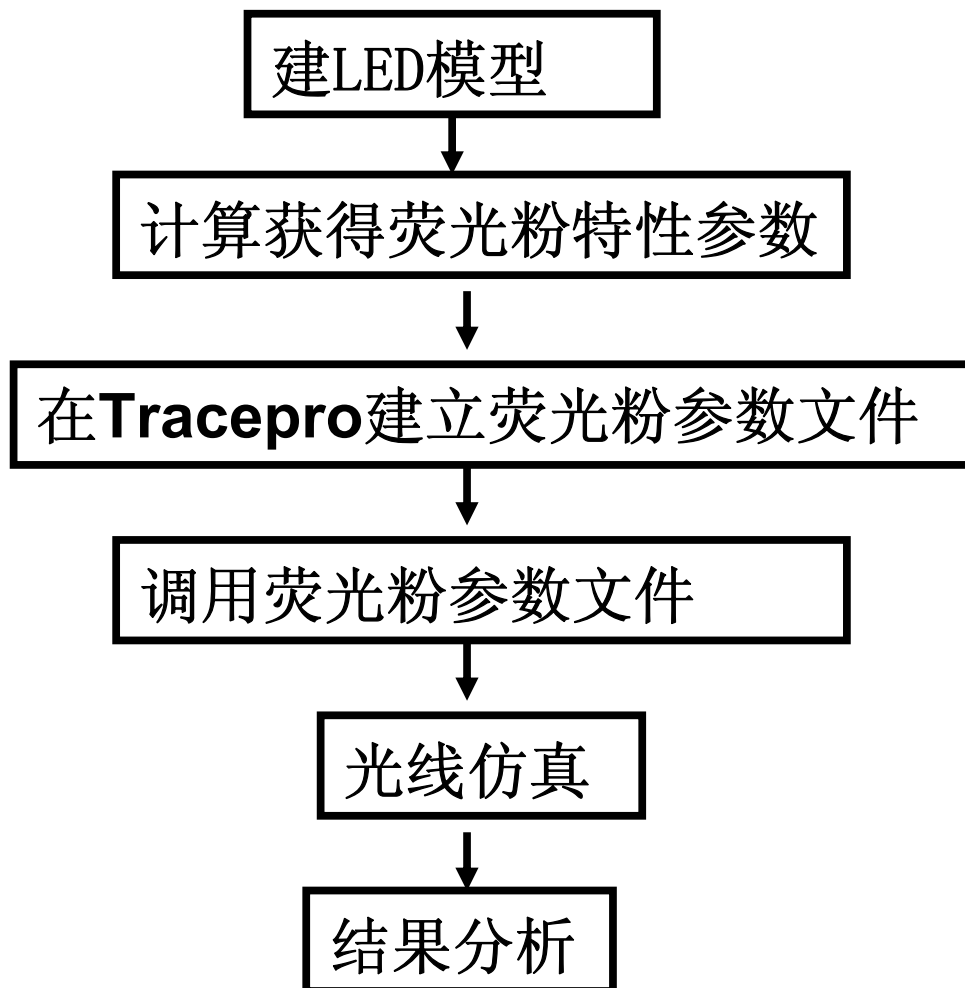 建LED模型
计算获得荧光粉特性参数
在Tracepro建立荧光粉参数文件
调用荧光粉参数文件
光线仿真
结果分析